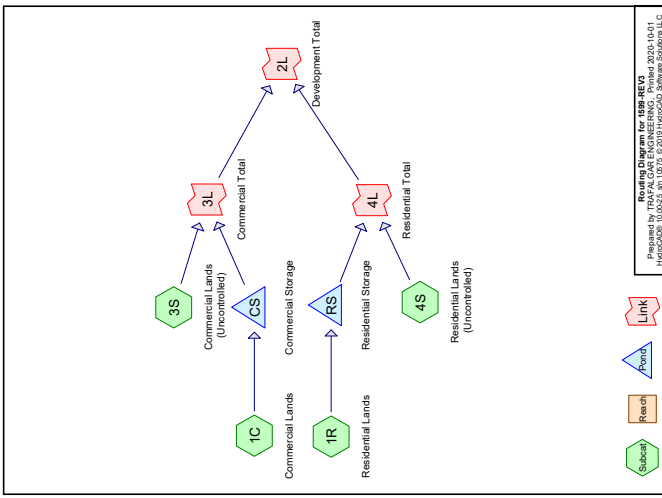 2L
Development Total
3L
Commercial Total
4L
Residential Total
3S
Commercial Lands
(Uncontrolled)
CS
Commercial Storage
RS
Residential Storage
4S
Residential Lands
(Uncontrolled)
1C
Commercial Lands
1R
Residential Lands
Subcat
Reach
Pond
Link
Routing Diagram for 1599-REV3
Prepared by TRAFALGAR ENGINEERING, Printed 2020-10-01
HydroCAD® 10.00-25 s/n 10575 © 2019 HydroCAD Software Solutions LLC